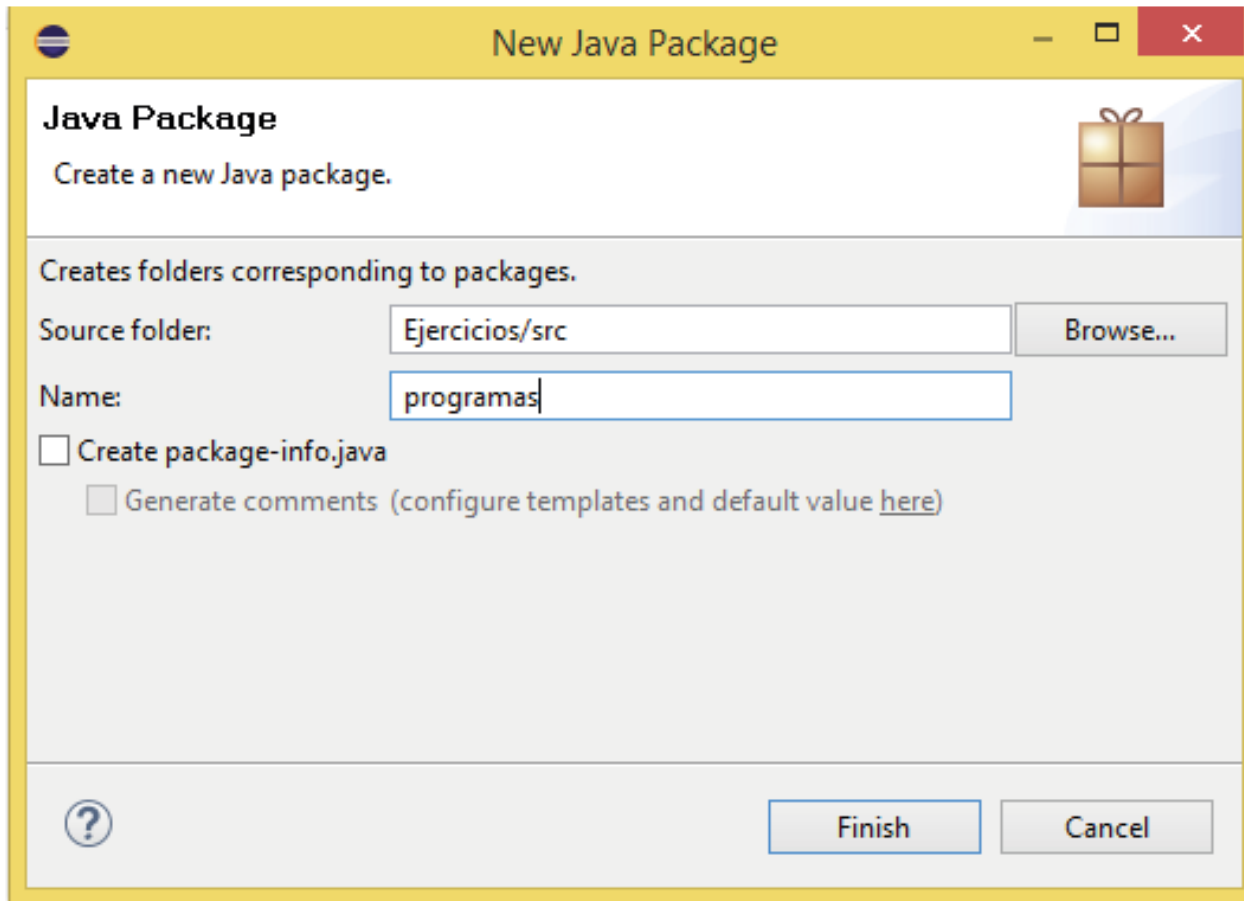 New Java Package
Java Package
Create a new Java package.
Creates folders corresponding to packages.
Source folder: Ejercicios/src Browse...
Name: programas
Create package-info.java
Generate comments (configure templates and default value here)
? Finish Cancel